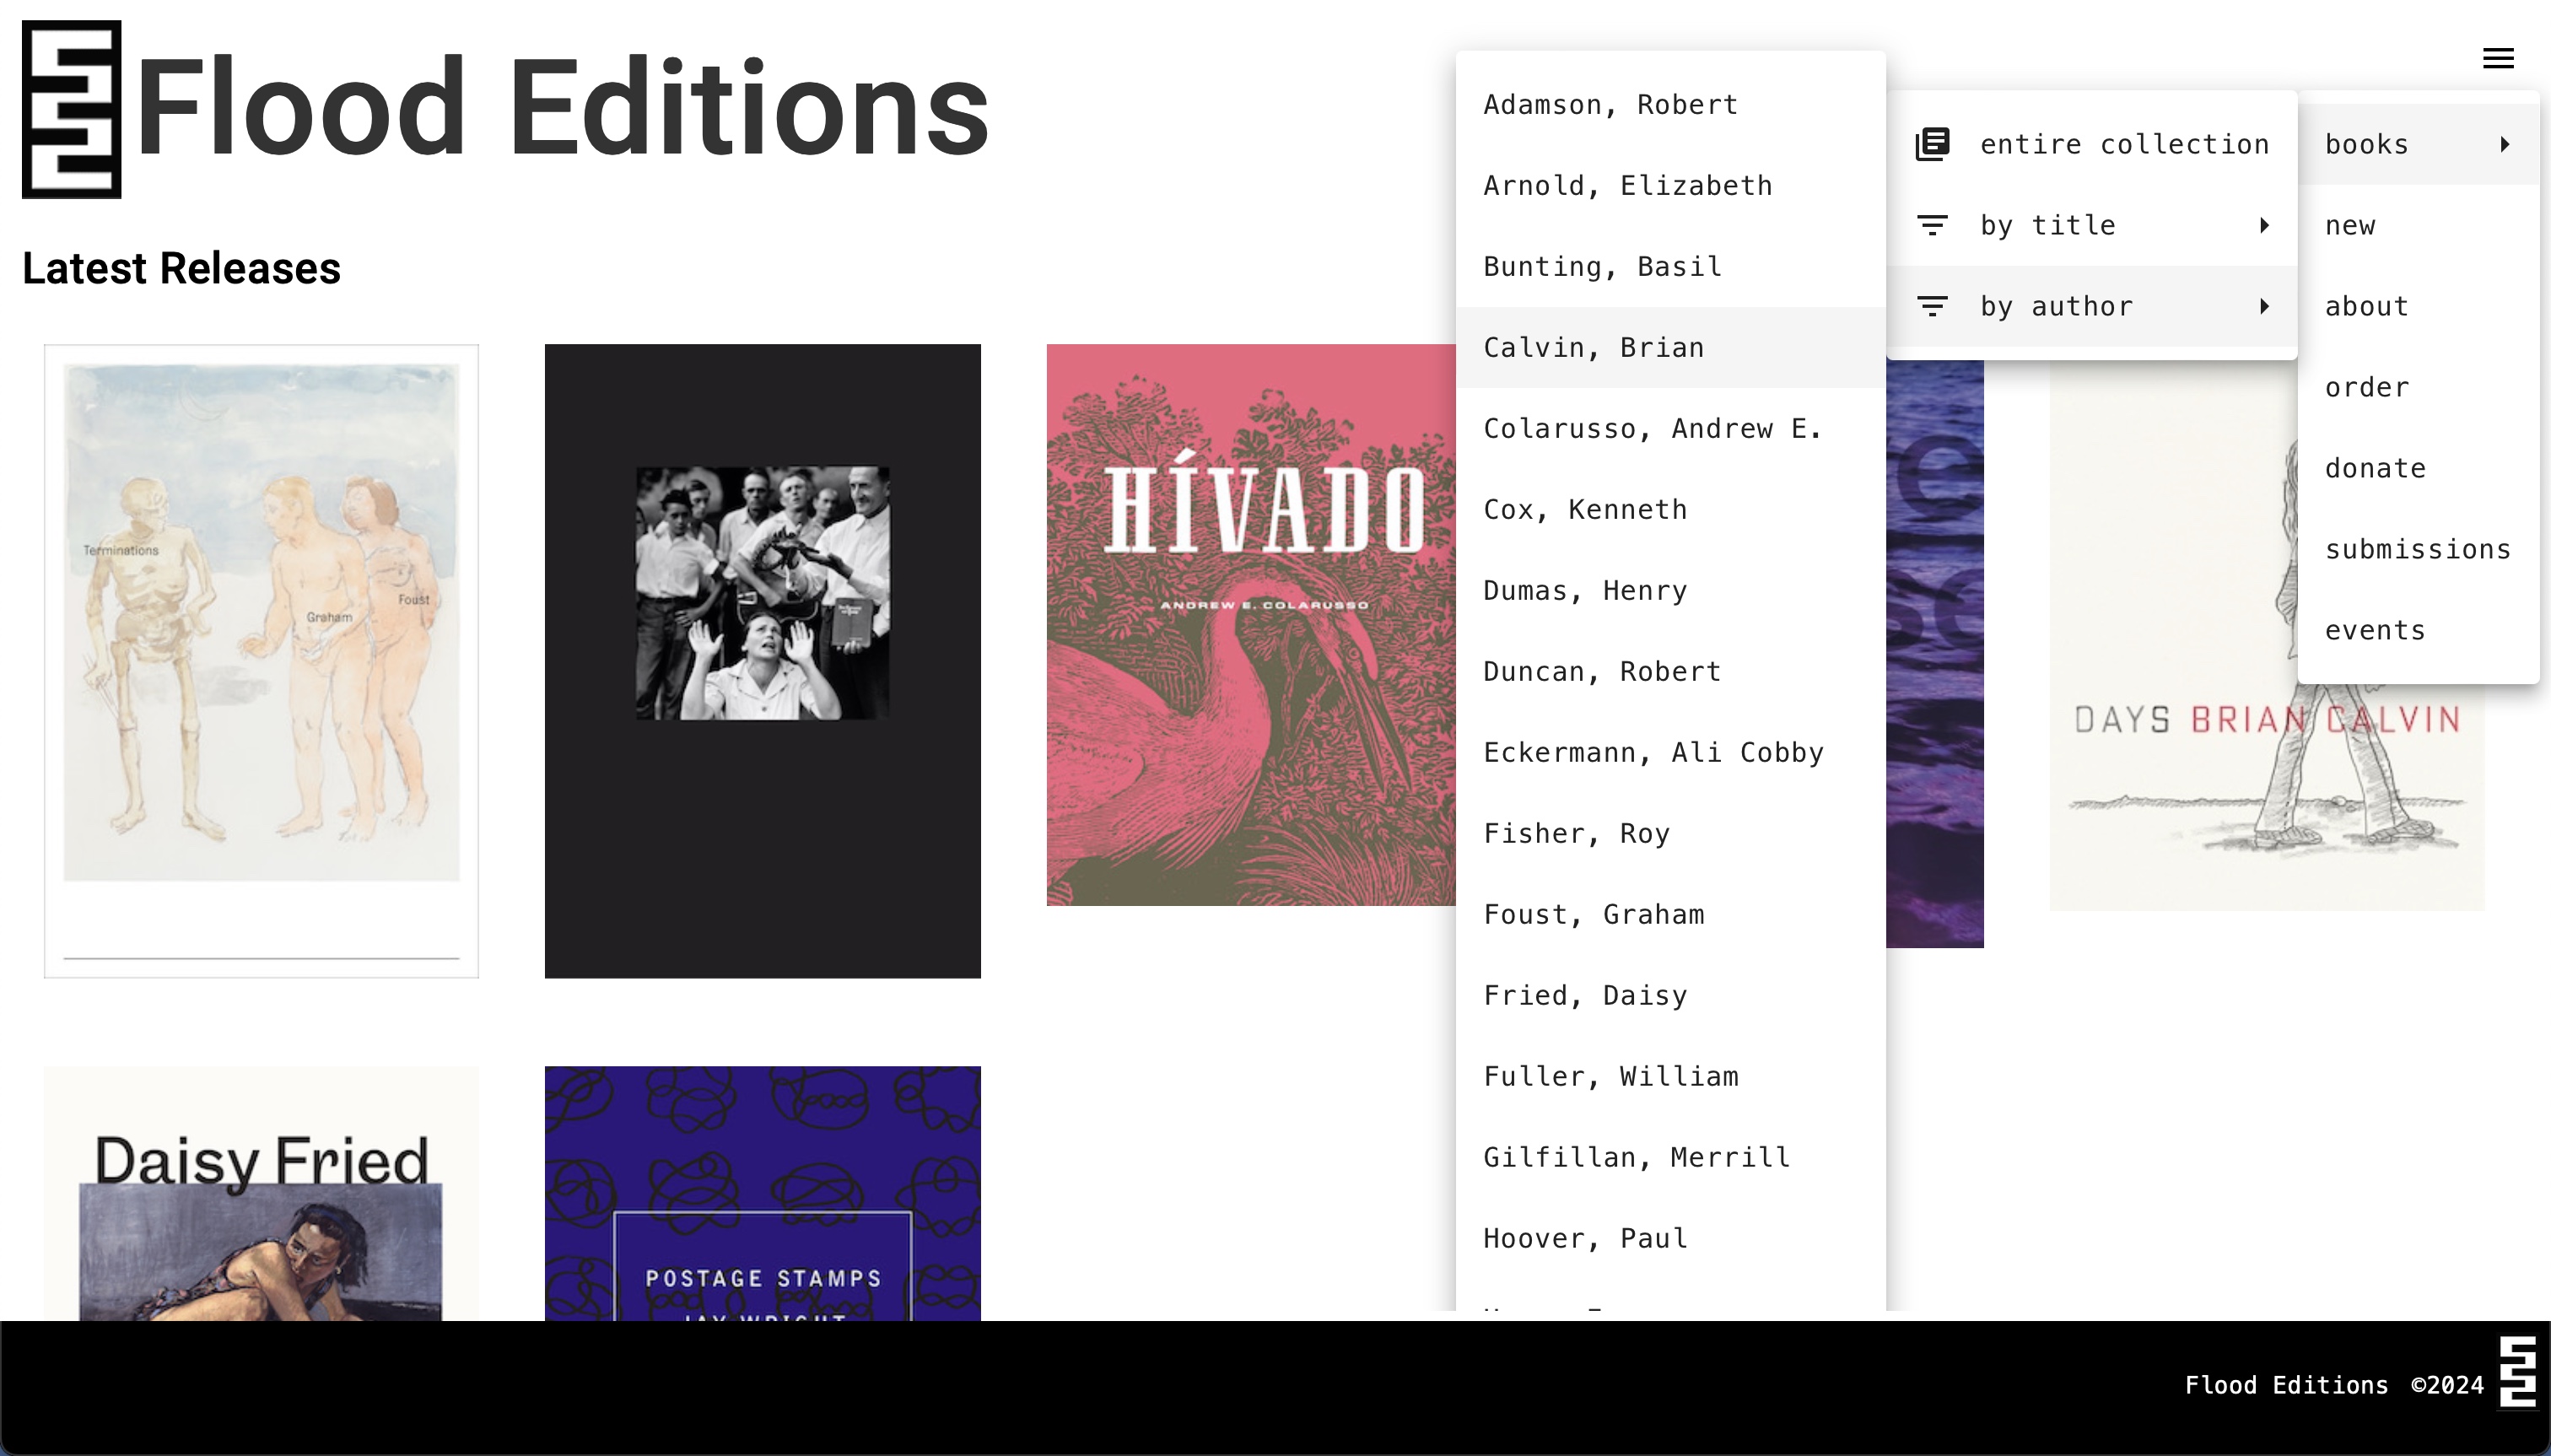 Flood Editions
Latest Releases
Adamson, Robert
Arnold, Elizabeth
Bunting, Basil
Calvin, Brian
Colarusso, Andrew E.
Cox, Kenneth
Dumas, Henry
Duncan, Robert
Eckermann, Ali Cobby
Fisher, Roy
Foust, Graham
Fried, Daisy
Fuller, William
Gilfillan, Merrill
Hoover, Paul
entire collection
by title
by author
books
new
about
order
donate
submissions
events
Terminations
Graham
Foust
HÍVADO
ANDREW E. COLARUSSO
DAYS BRIAN CALVIN
Daisy Fried
POSTAGE STAMPS
JAY WRIGHT
Flood Editions ©2024